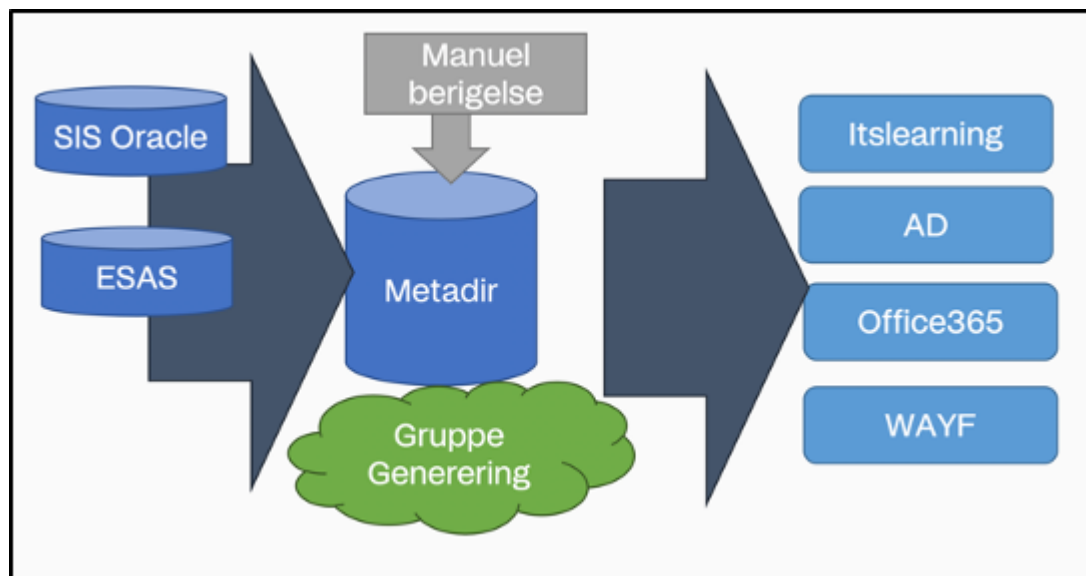 SIS Oracle
ESAS
Manuel
berigelse
Metadir
Gruppe
Generering
Itslearning
AD
Office365
WAYF